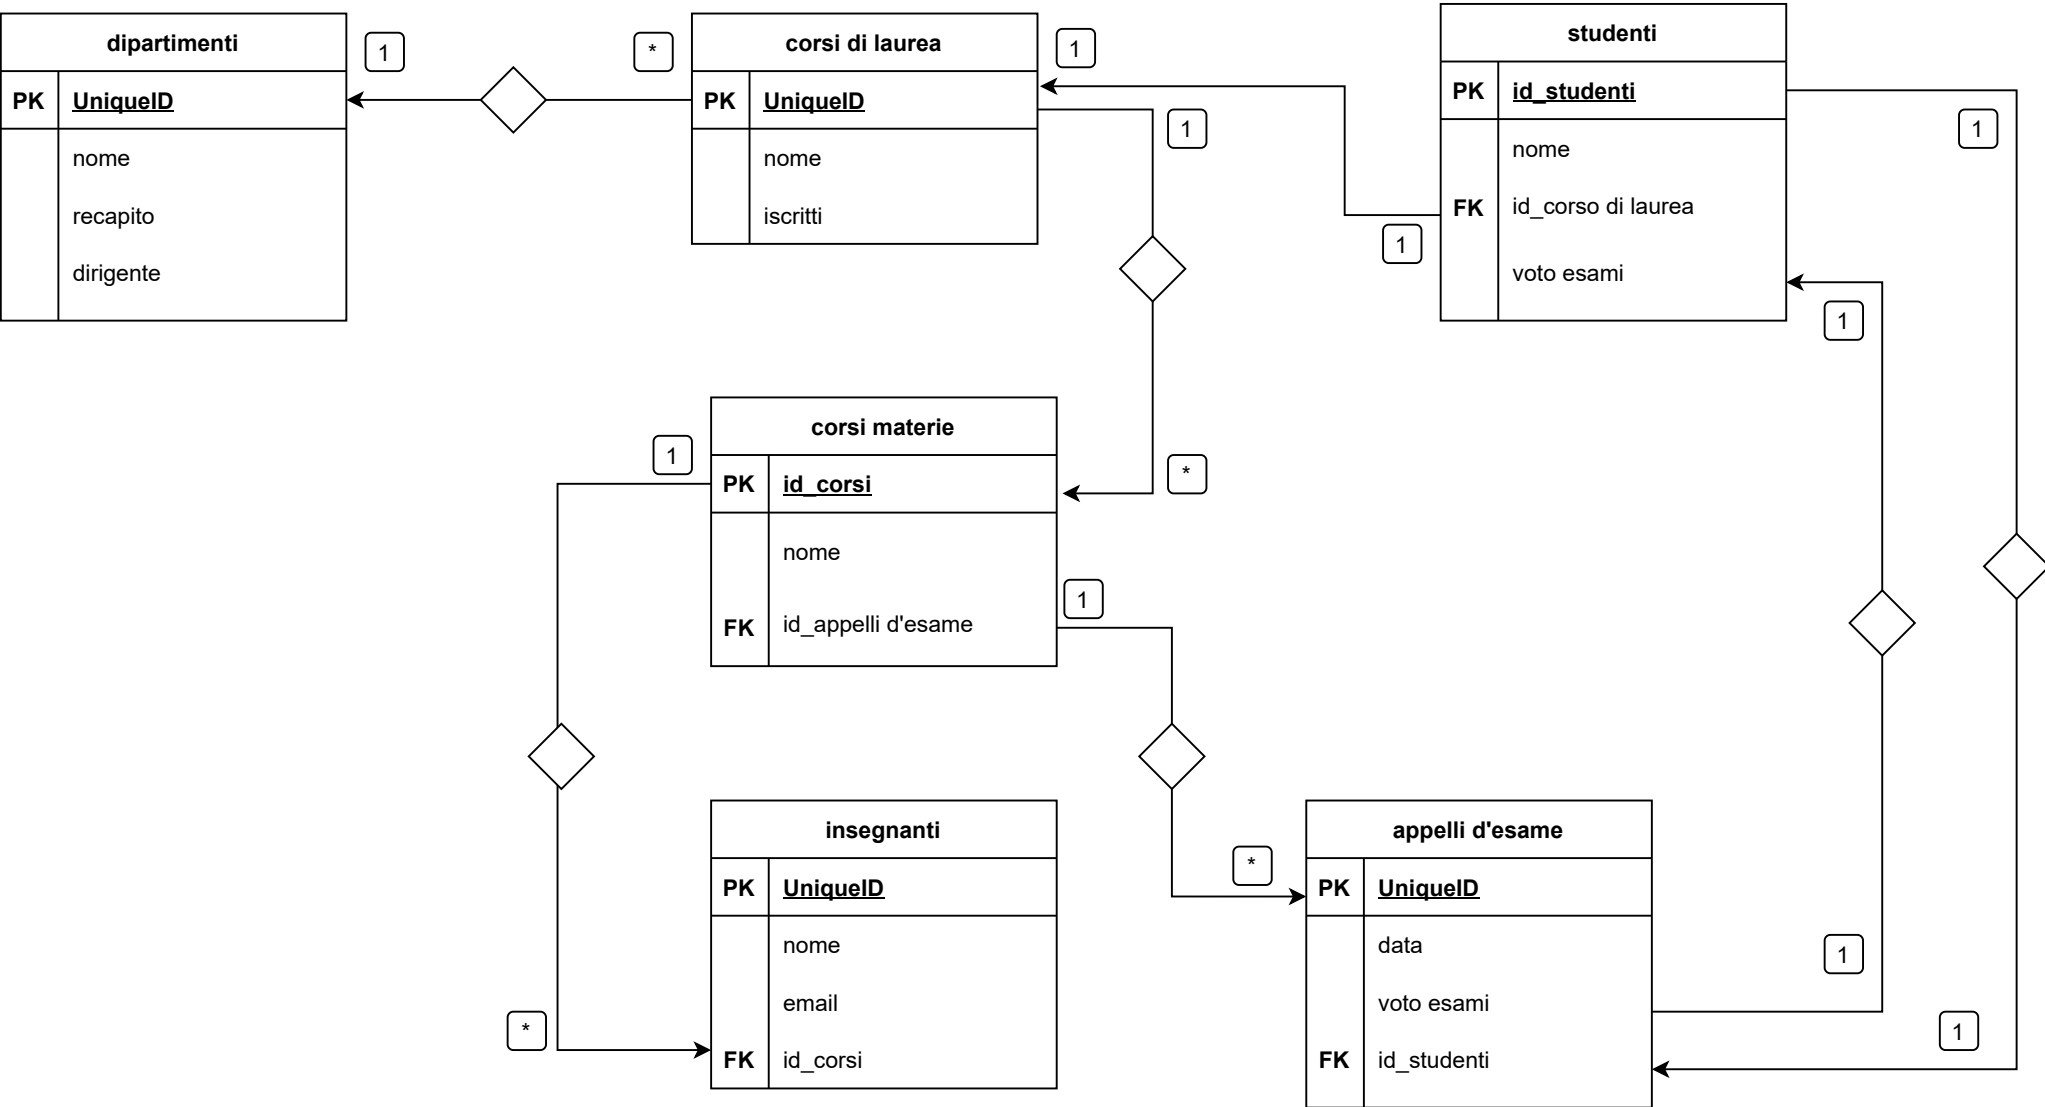 dipartimenti
PK UniqueID
nome
recapito
dirigente
1
*
corsi di laurea
PK UniqueID
nome
iscritti
1
1
studenti
PK id_studenti
nome
FK id_corso di laurea
voto esami
1
1
1
corsi materie
PK id_corsi
nome
FK id_appelli d'esame
1
*
1
insegnanti
PK UniqueID
nome
email
FK id_corsi
*
appelli d'esame
PK UniqueID
data
voto esami
FK id_studenti
*
1
1